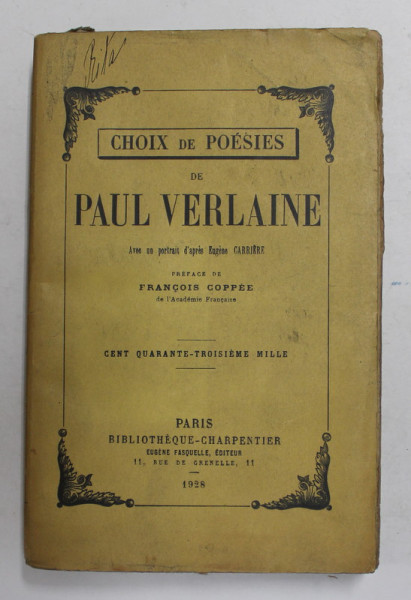 Rita
CHOIX DE POÉSIES
DE
PAUL VERLAINE
Avec un portrait d'après Eugène CARRIÈRE
PRÉFACE DE
FRANÇOIS COPPÉE
de l'Académie Française
CENT QUARANTE-TROISIÈME MILLE
PARIS
BIBLIOTHÈQUE-CHARPENTIER
EUGÈNE FASQUELLE, ÉDITEUR
11, RUE DE GRENELLE, 11
1928